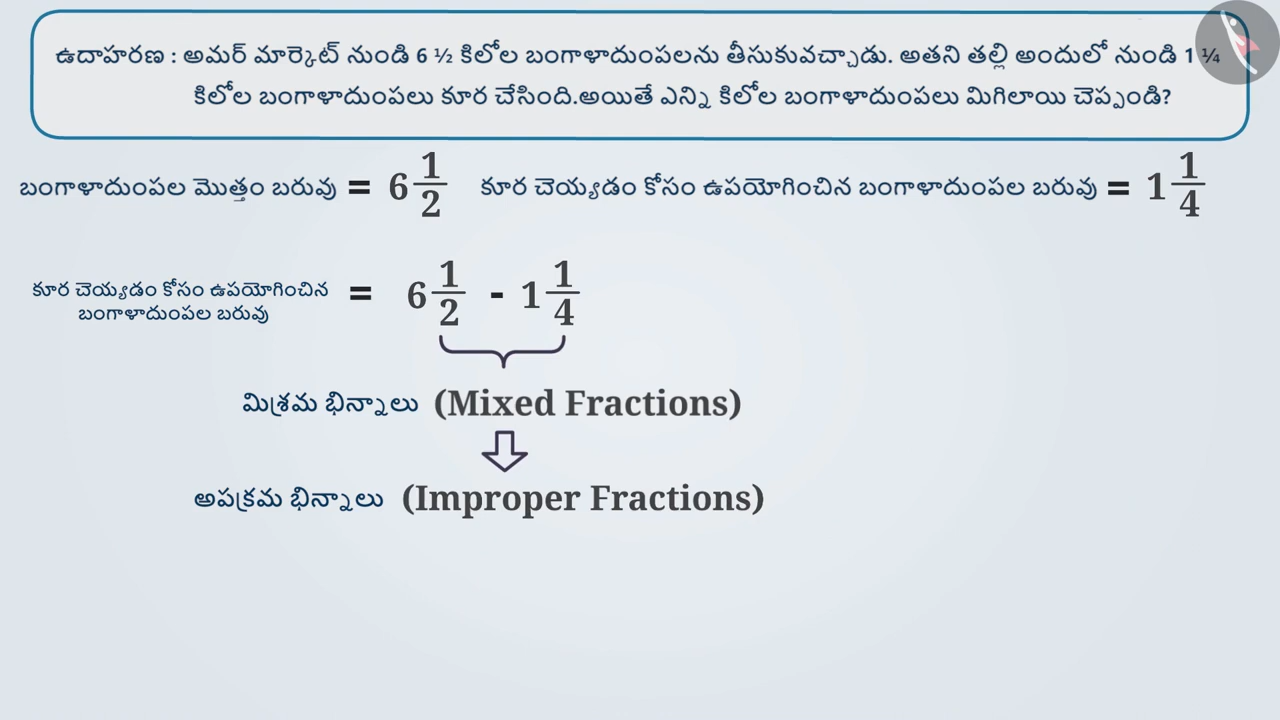 ఉదాహరణ : అమర్ మార్కెట్ నుండి 6 ½ కిలోల బంగాళాదుంపలను తీసుకువచ్చాడు. అతని తల్లి అందులో నుండి 1 ¼
కిలోల బంగాళాదుంపలు కూర చేసింది.అయితే ఎన్ని కిలోల బంగాళాదుంపలు మిగిలాయి చెప్పండి?
బంగాళాదుంపల మొత్తం బరువు = 6 1/2 కూర చెయ్యడం కోసం ఉపయోగించిన బంగాళాదుంపల బరువు = 1 1/4
కూర చెయ్యడం కోసం ఉపయోగించిన
బంగాళాదుంపల బరువు = 6 1/2 - 1 1/4
మిశ్రమ భిన్నాలు (Mixed Fractions)
అపక్రమ భిన్నాలు (Improper Fractions)